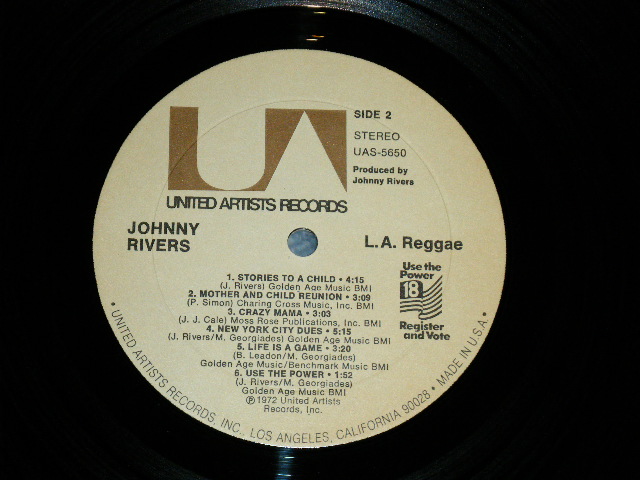 UA
SIDE 2
STEREO
UAS-5650
Produced by
Johnny Rivers
UNITED ARTISTS RECORDS
JOHNNY
RIVERS
L.A. Reggae
Use the
Power
18
Register
and Vote
1. STORIES TO A CHILD • 4:15
(J. Rivers) Golden Age Music BMI
2. MOTHER AND CHILD REUNION • 3:09
(P. Simon) Charing Cross Music, Inc. BMI
3. CRAZY MAMA • 3:03
(J. J. Cale) Moss Rose Publications, Inc. BMI
4. NEW YORK CITY DUES • 5:15
(J. Rivers/M. Georgiades) Golden Age Music BMI
5. LIFE IS A GAME • 3:20
(B. Leadon/M. Georgiades)
Golden Age Music/Benchmark Music BMI
6. USE THE POWER • 1:52
(J. Rivers/M. Georgiades)
Golden Age Music BMI
℗ 1972 United Artists
Records, Inc.
• UNITED ARTISTS RECORDS, INC., LOS ANGELES, CALIFORNIA 90028 • MADE IN U.S.A. •